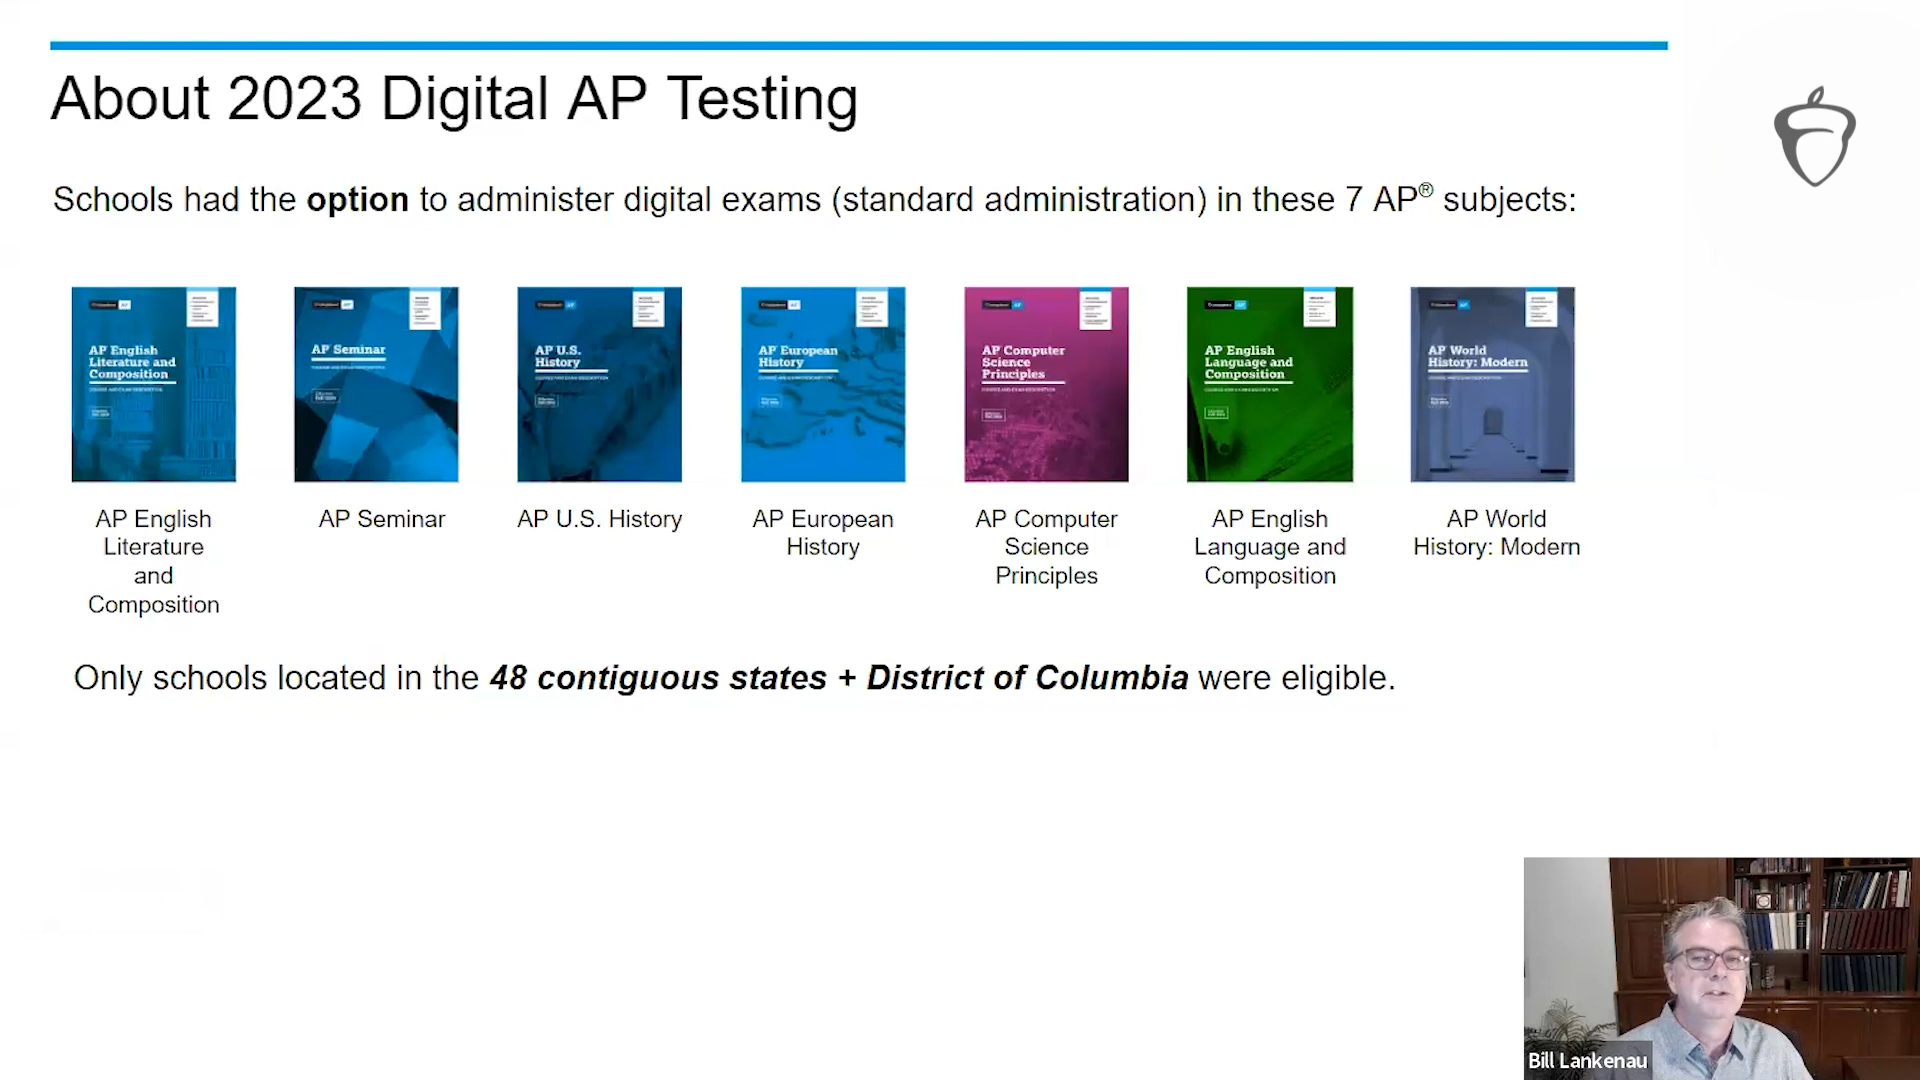 About 2023 Digital AP Testing
Schools had the option to administer digital exams (standard administration) in these 7 AP® subjects:
AP English
Literature and
Composition
AP Seminar
AP U.S.
History
AP European
History
AP Computer
Science
Principles
AP English
Language and
Composition
AP World
History: Modern
AP English
Literature
and
Composition
AP Seminar
AP U.S. History
AP European
History
AP Computer
Science
Principles
AP English
Language and
Composition
AP World
History: Modern
Only schools located in the 48 contiguous states + District of Columbia were eligible.
Bill Lankenau